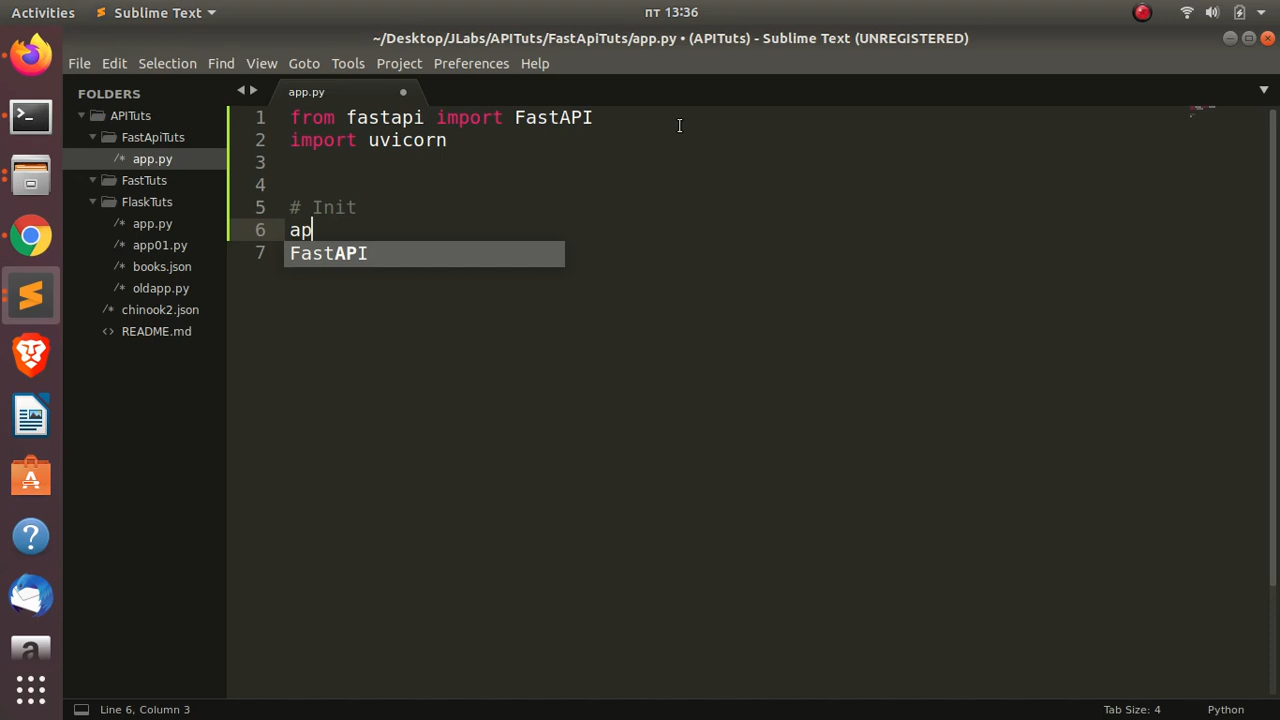 Activities
Sublime Text
пт 13:36
~/Desktop/JLabs/APITuts/FastApiTuts/app.py • (APITuts) - Sublime Text (UNREGISTERED)
File Edit Selection Find View Goto Tools Project Preferences Help
FOLDERS
APITuts
FastApiTuts
/* app.py
FastTuts
FlaskTuts
/* app.py
/* app01.py
/* books.json
/* oldapp.py
/* chinook2.json
<> README.md
app.py
1 from fastapi import FastAPI
2 import uvicorn
3
4
5 # Init
6 ap
FastAPI
7
Line 6, Column 3
Tab Size: 4
Python